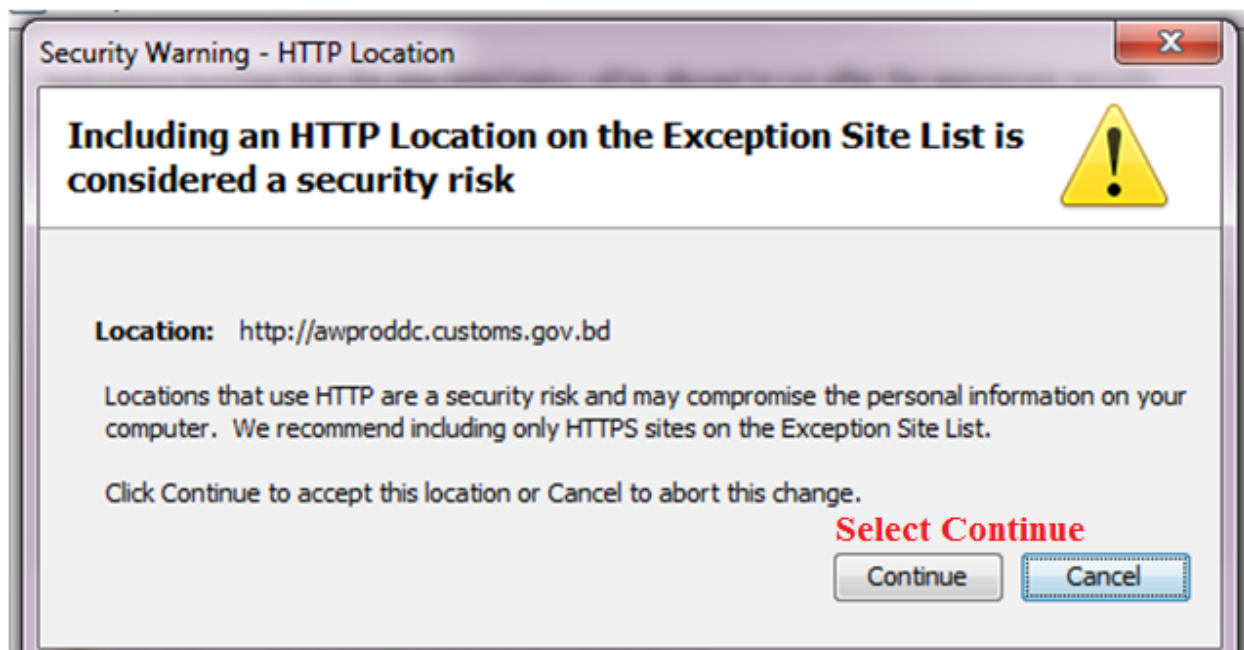 Security Warning - HTTP Location
Including an HTTP Location on the Exception Site List is
considered a security risk
Location: http://awproddc.customs.gov.bd
Locations that use HTTP are a security risk and may compromise the personal information on your
computer. We recommend including only HTTPS sites on the Exception Site List.
Click Continue to accept this location or Cancel to abort this change.
Select Continue
Continue Cancel